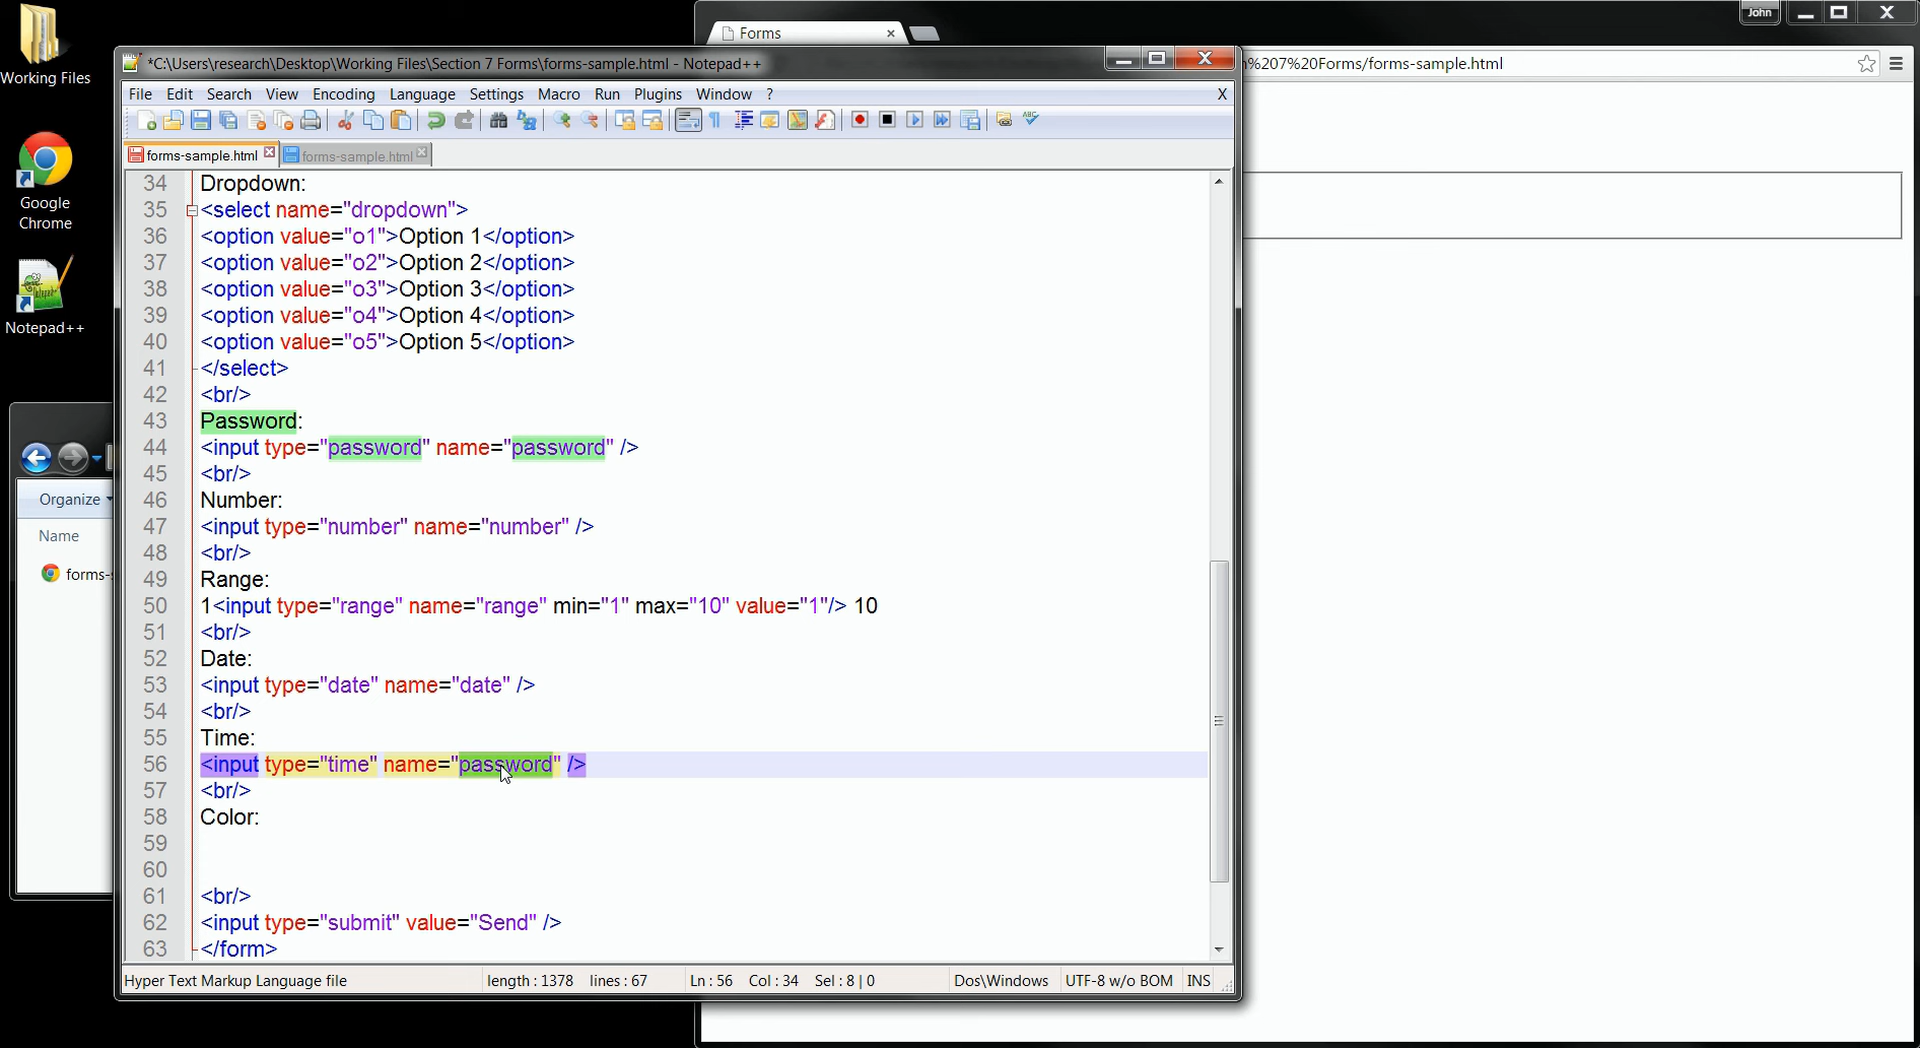 John
Working Files
Google
Chrome
Notepad++
Organize
Name
forms-
Forms
%207%20Forms/forms-sample.html
*C:\Users\research\Desktop\Working Files\Section 7 Forms\forms-sample.html - Notepad++
File Edit Search View Encoding Language Settings Macro Run Plugins Window ? X
forms-sample.html forms-sample.html
34 Dropdown:
35 <select name="dropdown">
36 <option value="o1">Option 1</option>
37 <option value="o2">Option 2</option>
38 <option value="o3">Option 3</option>
39 <option value="o4">Option 4</option>
40 <option value="o5">Option 5</option>
41 </select>
42 <br/>
43 Password:
44 <input type="password" name="password" />
45 <br/>
46 Number:
47 <input type="number" name="number" />
48 <br/>
49 Range:
50 1<input type="range" name="range" min="1" max="10" value="1"/> 10
51 <br/>
52 Date:
53 <input type="date" name="date" />
54 <br/>
55 Time:
56 <input type="time" name="password" />
57 <br/>
58 Color:
59
60
61 <br/>
62 <input type="submit" value="Send" />
63 </form>
Hyper Text Markup Language file length : 1378 lines : 67 Ln : 56 Col : 34 Sel : 8 | 0 Dos\Windows UTF-8 w/o BOM INS